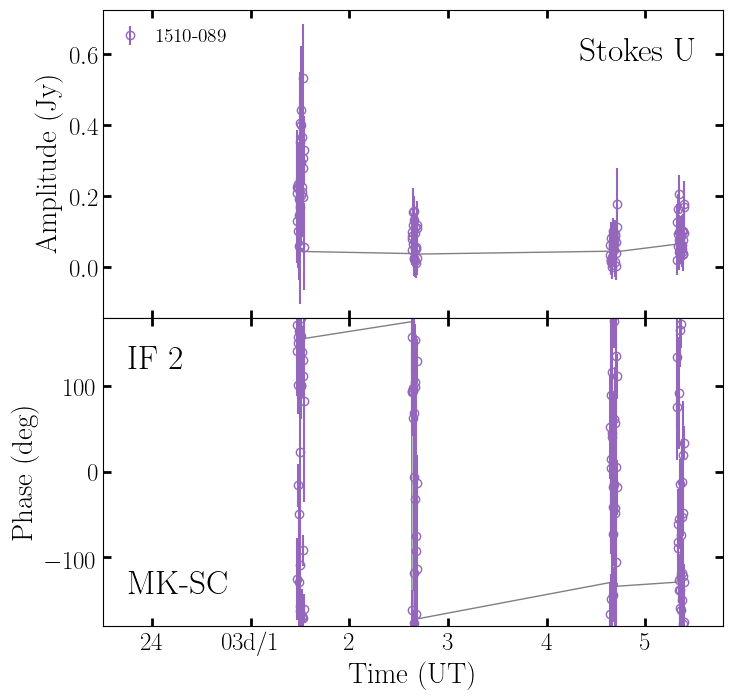 1510-089
Stokes U
0.6
0.4
0.2
0.0
Amplitude (Jy)
IF 2
100
0
−100
Phase (deg)
MK-SC
24 03d/1 2 3 4 5
Time (UT)